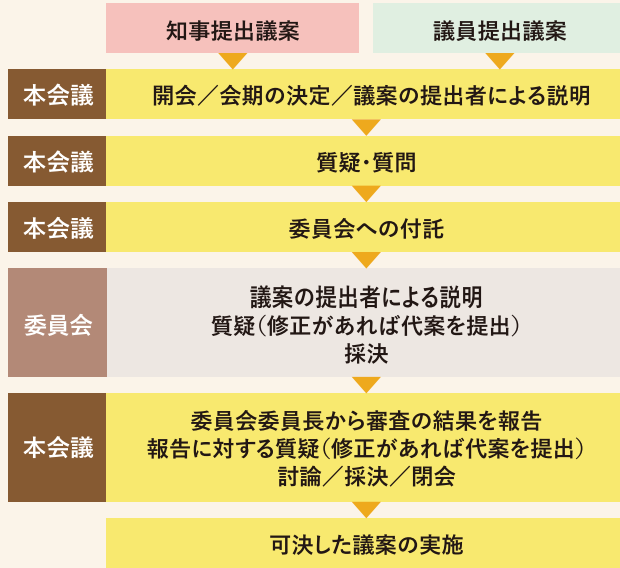 知事提出議案
議員提出議案
本会議
開会／会期の決定／議案の提出者による説明
本会議
質疑・質問
本会議
委員会への付託
委員会
議案の提出者による説明
質疑（修正があれば代案を提出）
採決
本会議
委員会委員長から審査の結果を報告
報告に対する質疑（修正があれば代案を提出）
討論／採決／閉会
可決した議案の実施